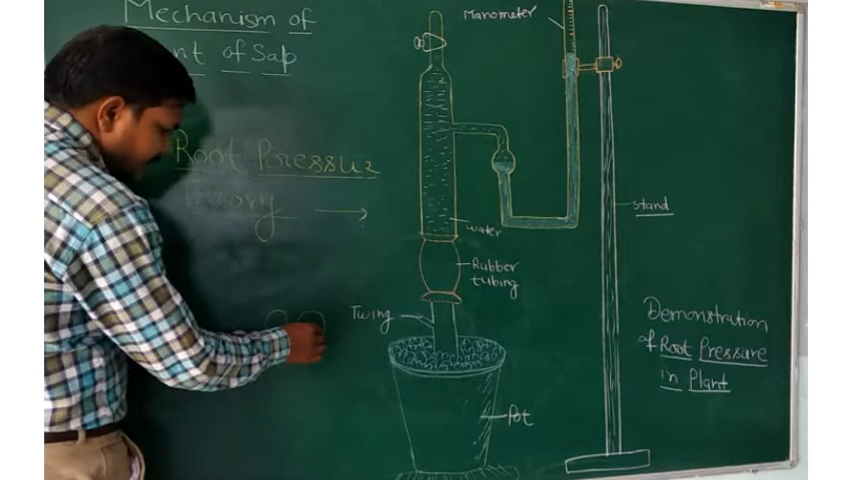 Mechanism of
of Sap
Root Pressure
Theory
Manometer
water
Rubber
tubing
Twing
Pot
stand
Demonstration
of Root Pressure
in Plant